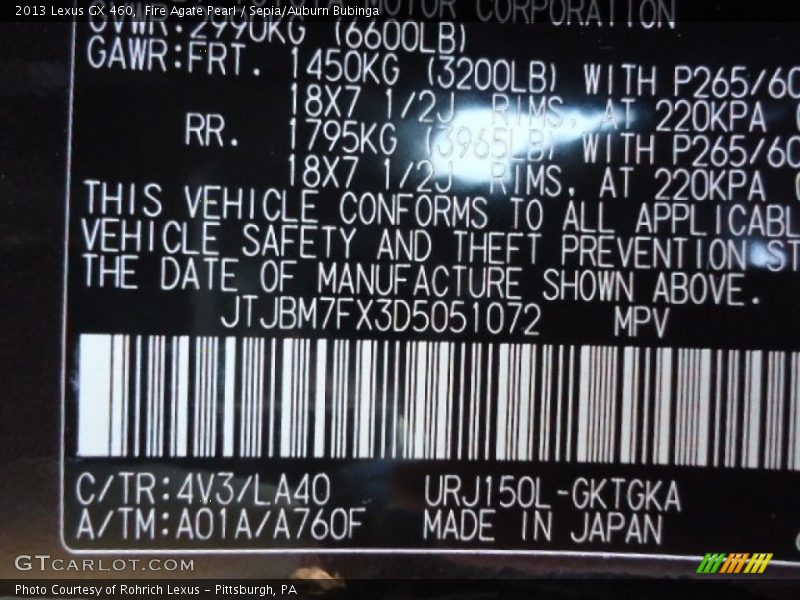 2013 Lexus GX 460, Fire Agate Pearl / Sepia/Auburn Bubinga
MOTOR CORPORATION
GVWR:2990KG (6600LB)
GAWR:FRT. 1450KG (3200LB) WITH P265/60
18X7 1/2J RIMS, AT 220KPA (
RR. 1795KG (3965LB) WITH P265/60
18X7 1/2J RIMS, AT 220KPA (
THIS VEHICLE CONFORMS TO ALL APPLICABL
VEHICLE SAFETY AND THEFT PREVENTION ST
THE DATE OF MANUFACTURE SHOWN ABOVE.
JTJBM7FX3D5051072 MPV
C/TR:4V3/LA40 URJ150L-GKTGKA
A/TM:A01A/A760F MADE IN JAPAN
GTCARLOT.COM
Photo Courtesy of Rohrich Lexus - Pittsburgh, PA